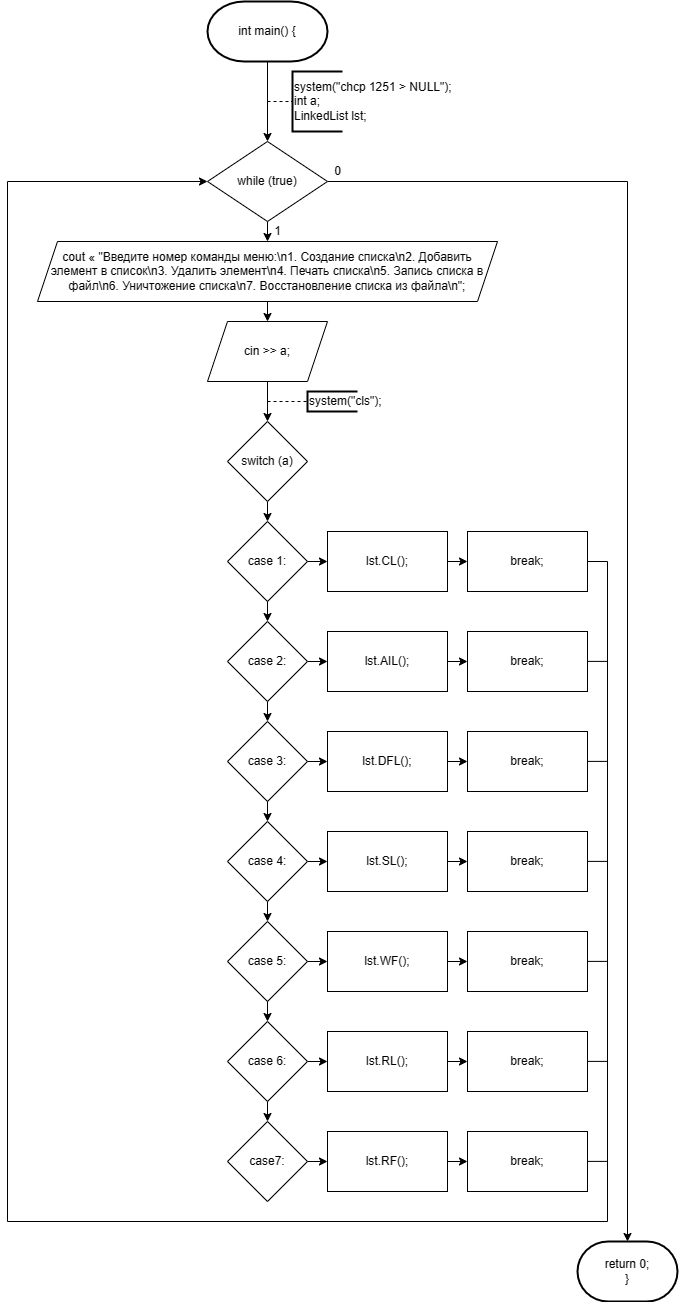 int main() {
system("chcp 1251 > NULL");
int a;
LinkedList lst;
while (true)
0
1
cout « "Введите номер команды меню:\n1. Создание списка\n2. Добавить
элемент в список\n3. Удалить элемент\n4. Печать списка\n5. Запись списка в
файл\n6. Уничтожение списка\n7. Восстановление списка из файла\n";
cin >> a;
system("cls");
switch (a)
case 1:
lst.CL();
break;
case 2:
lst.AIL();
break;
case 3:
lst.DFL();
break;
case 4:
lst.SL();
break;
case 5:
lst.WF();
break;
case 6:
lst.RL();
break;
case7:
lst.RF();
break;
return 0;
}